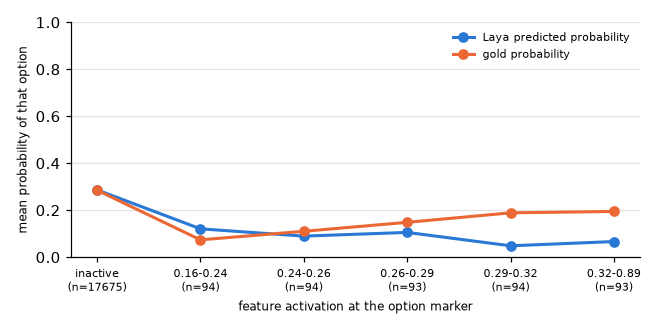 1.0
0.8
0.6
0.4
0.2
0.0
mean probability of that option
Laya predicted probability
gold probability
inactive
(n=17675)
0.16-0.24
(n=94)
0.24-0.26
(n=94)
0.26-0.29
(n=93)
0.29-0.32
(n=94)
0.32-0.89
(n=93)
feature activation at the option marker